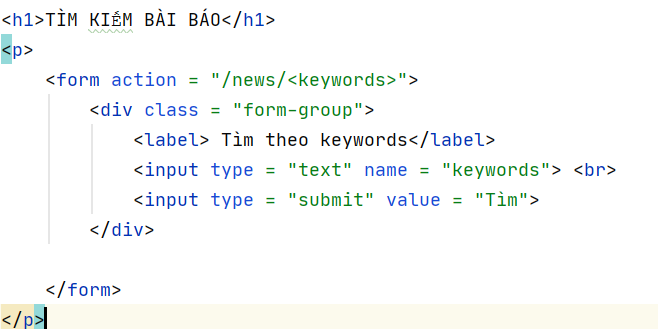 <h1>TÌM KIẾM BÀI BÁO</h1>
<p>
    <form action = "/news/<keywords>">
        <div class = "form-group">
            <label> Tìm theo keywords</label>
            <input type = "text" name = "keywords"> <br>
            <input type = "submit" value = "Tìm">
        </div>
    </form>
</p>